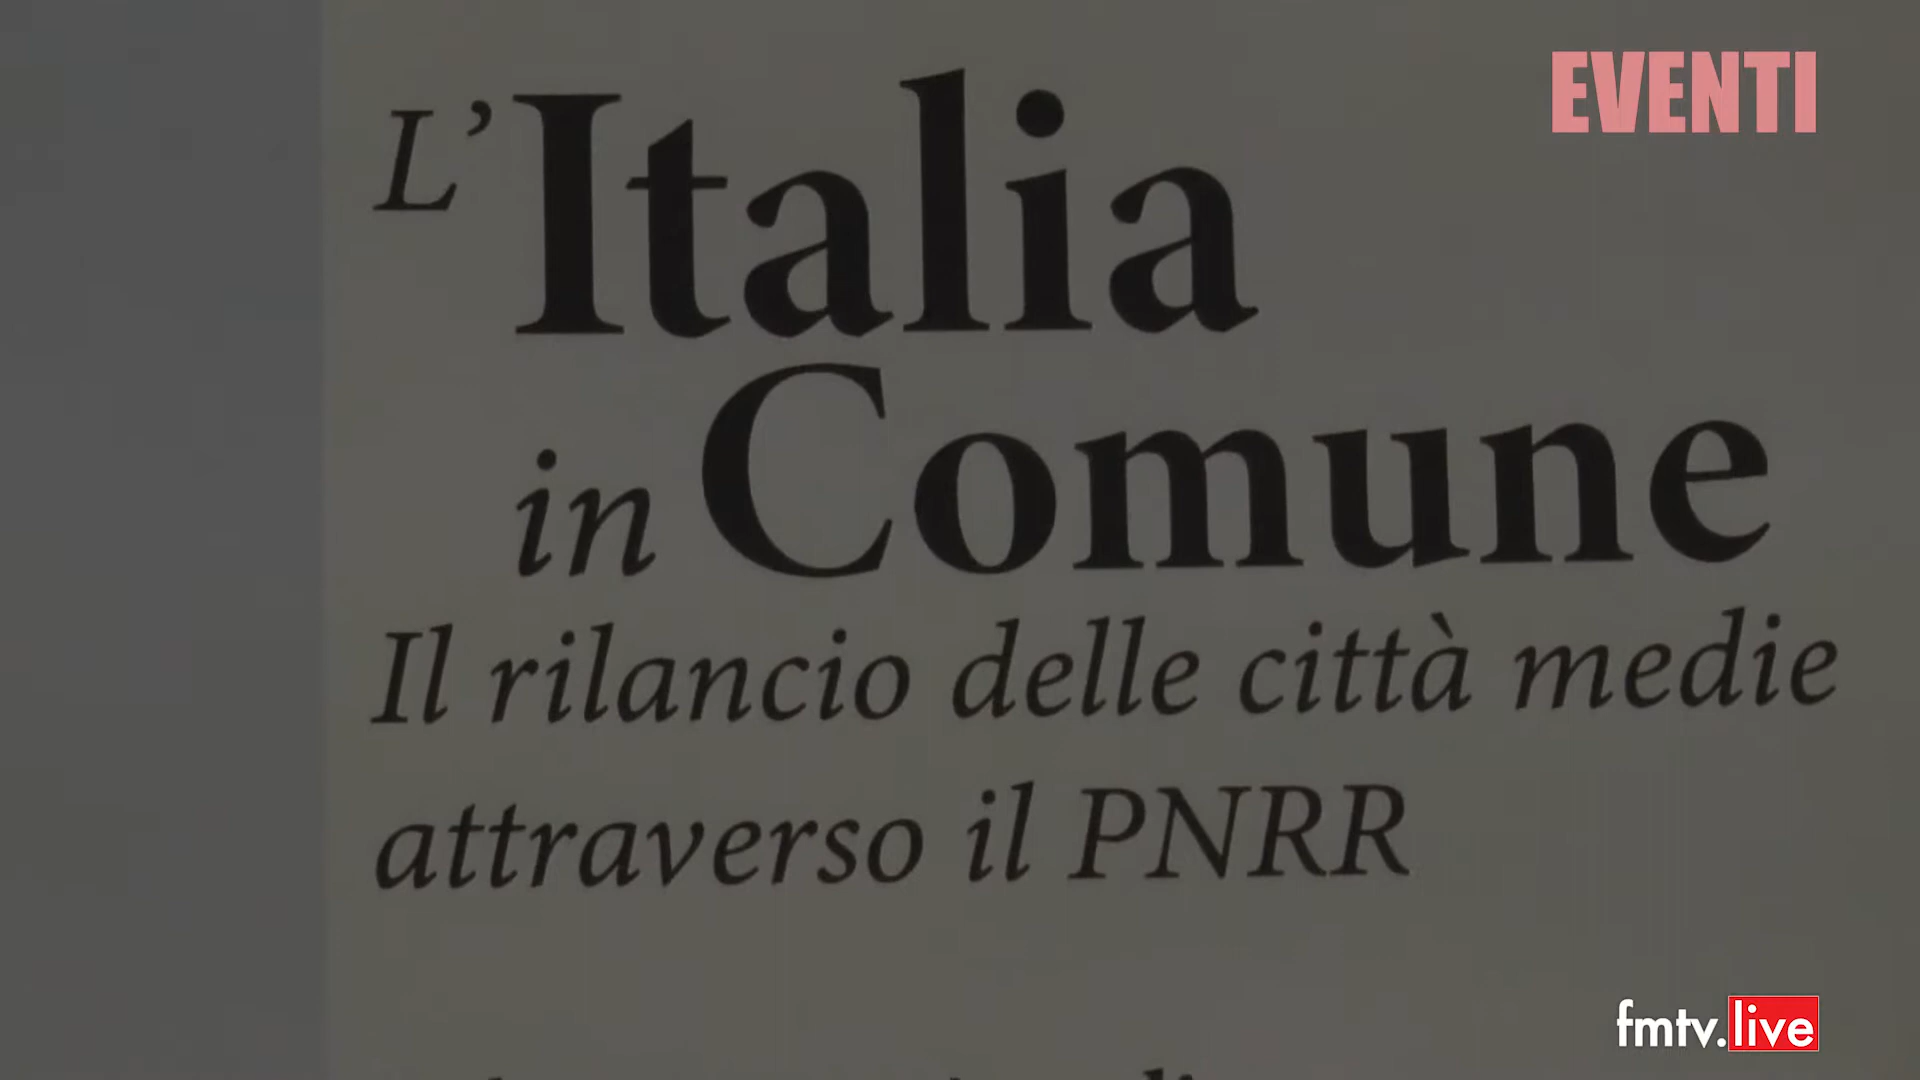 EVENTI
L’Italia
in Comune
Il rilancio delle città medie
attraverso il PNRR
fmtv.live